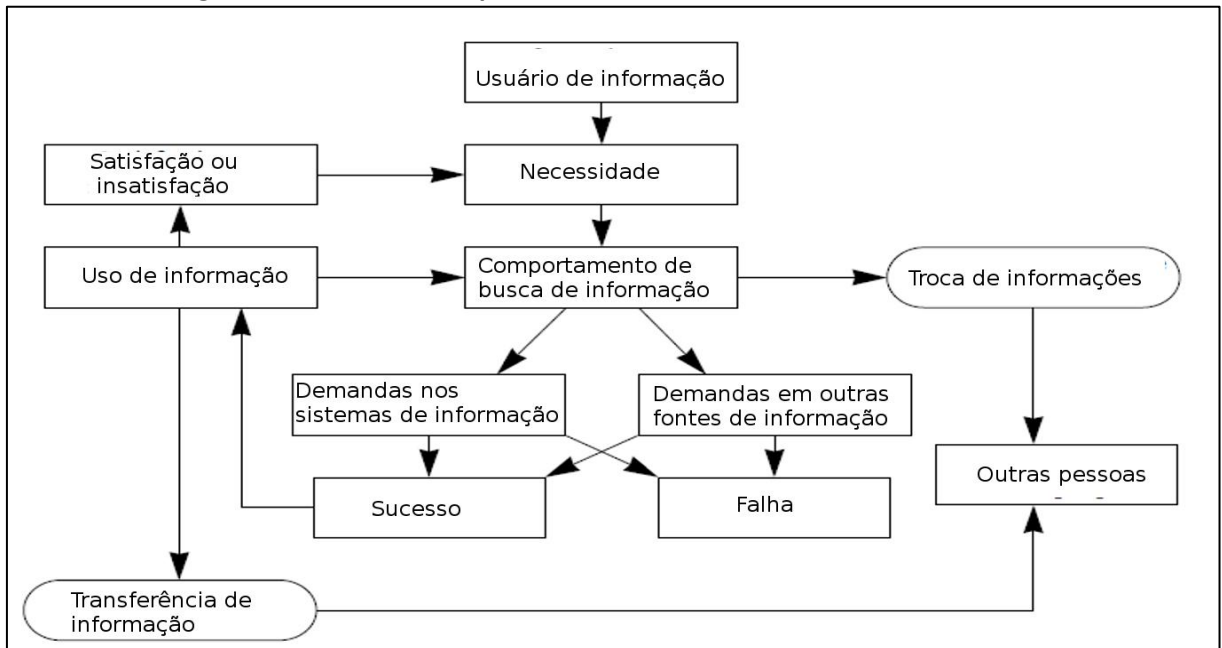 Usuário de informação
Satisfação ou
insatisfação
Necessidade
Uso de informação
Comportamento de
busca de informação
Troca de informações
Demandas nos
sistemas de informação
Demandas em outras
fontes de informação
Outras pessoas
Sucesso
Falha
Transferência de
informação